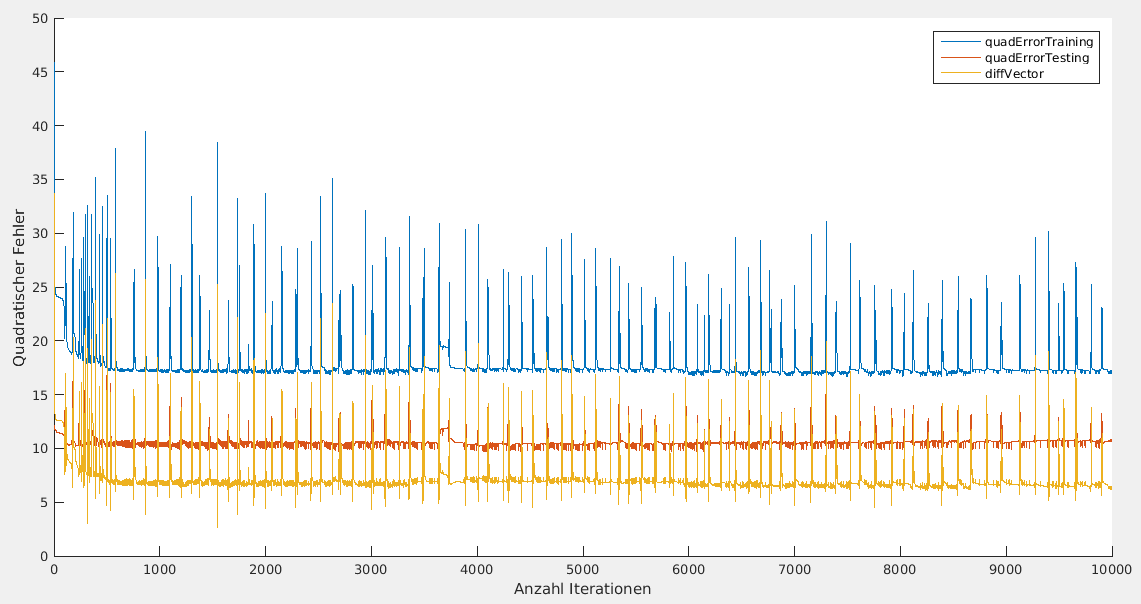 50
45
40
35
30
25
20
15
10
5
0
Quadratischer Fehler
quadErrorTraining
quadErrorTesting
diffVector
0 1000 2000 3000 4000 5000 6000 7000 8000 9000 10000
Anzahl Iterationen